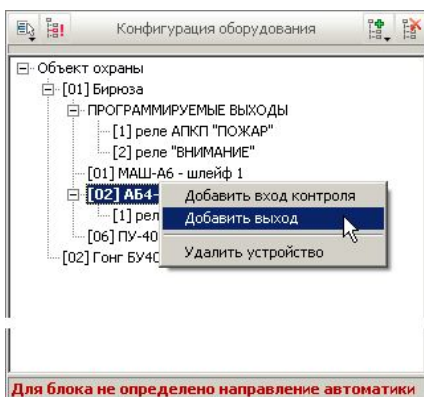 Конфигурация оборудования
Объект охраны
[01] Бирюза
ПРОГРАММИРУЕМЫЕ ВЫХОДЫ
[1] реле АПКП "ПОЖАР"
[2] реле "ВНИМАНИЕ"
[01] МАШ-А6 - шлейф 1
[02] АБ4- Добавить вход контроля
[1] рел Добавить выход
[06] ПУ-40
[02] Гонг БУ40 Удалить устройство
Для блока не определено направление автоматики